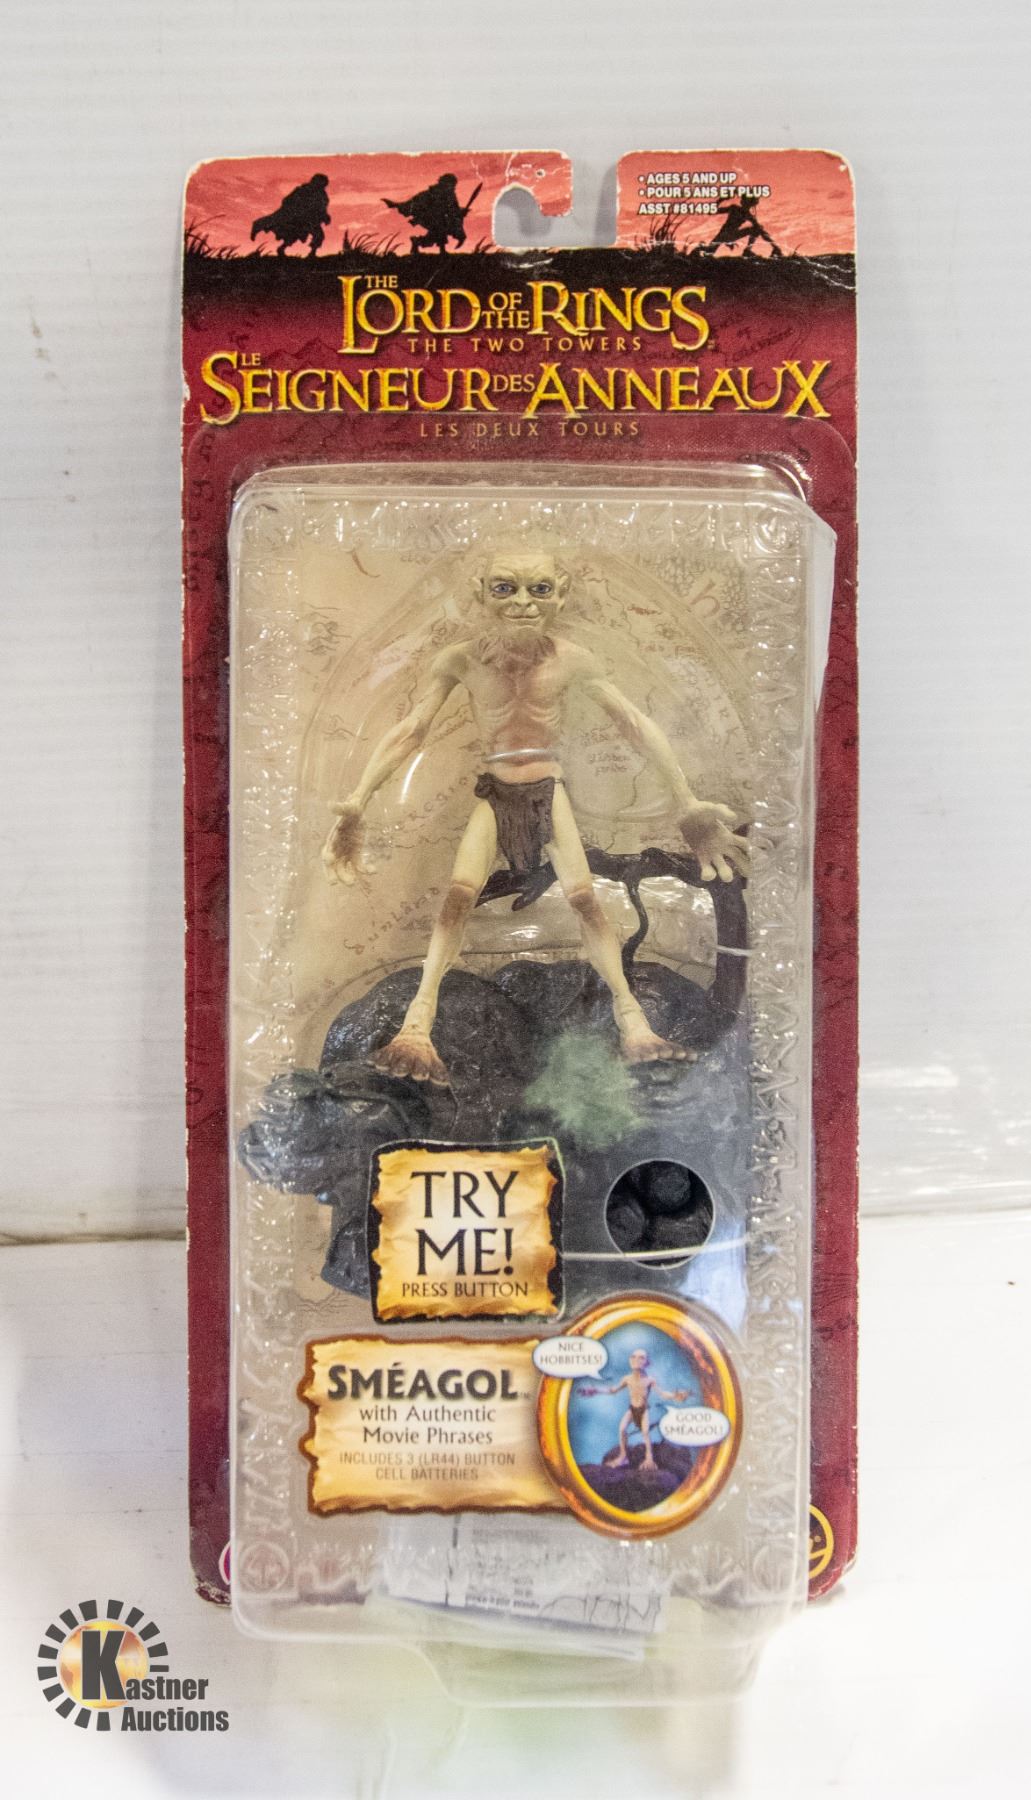 • AGES 5 AND UP
• POUR 5 ANS ET PLUS
ASST #81495
THE LORD OF THE RINGS
THE TWO TOWERS
LE SEIGNEUR DES ANNEAUX
LES DEUX TOURS
TRY
ME!
PRESS BUTTON
SMÉAGOL™
with Authentic
Movie Phrases
INCLUDES 3 (LR44) BUTTON
CELL BATTERIES
NICE
HOBBITSES!
GOOD
SMÉAGOL!
Kastner
Auctions